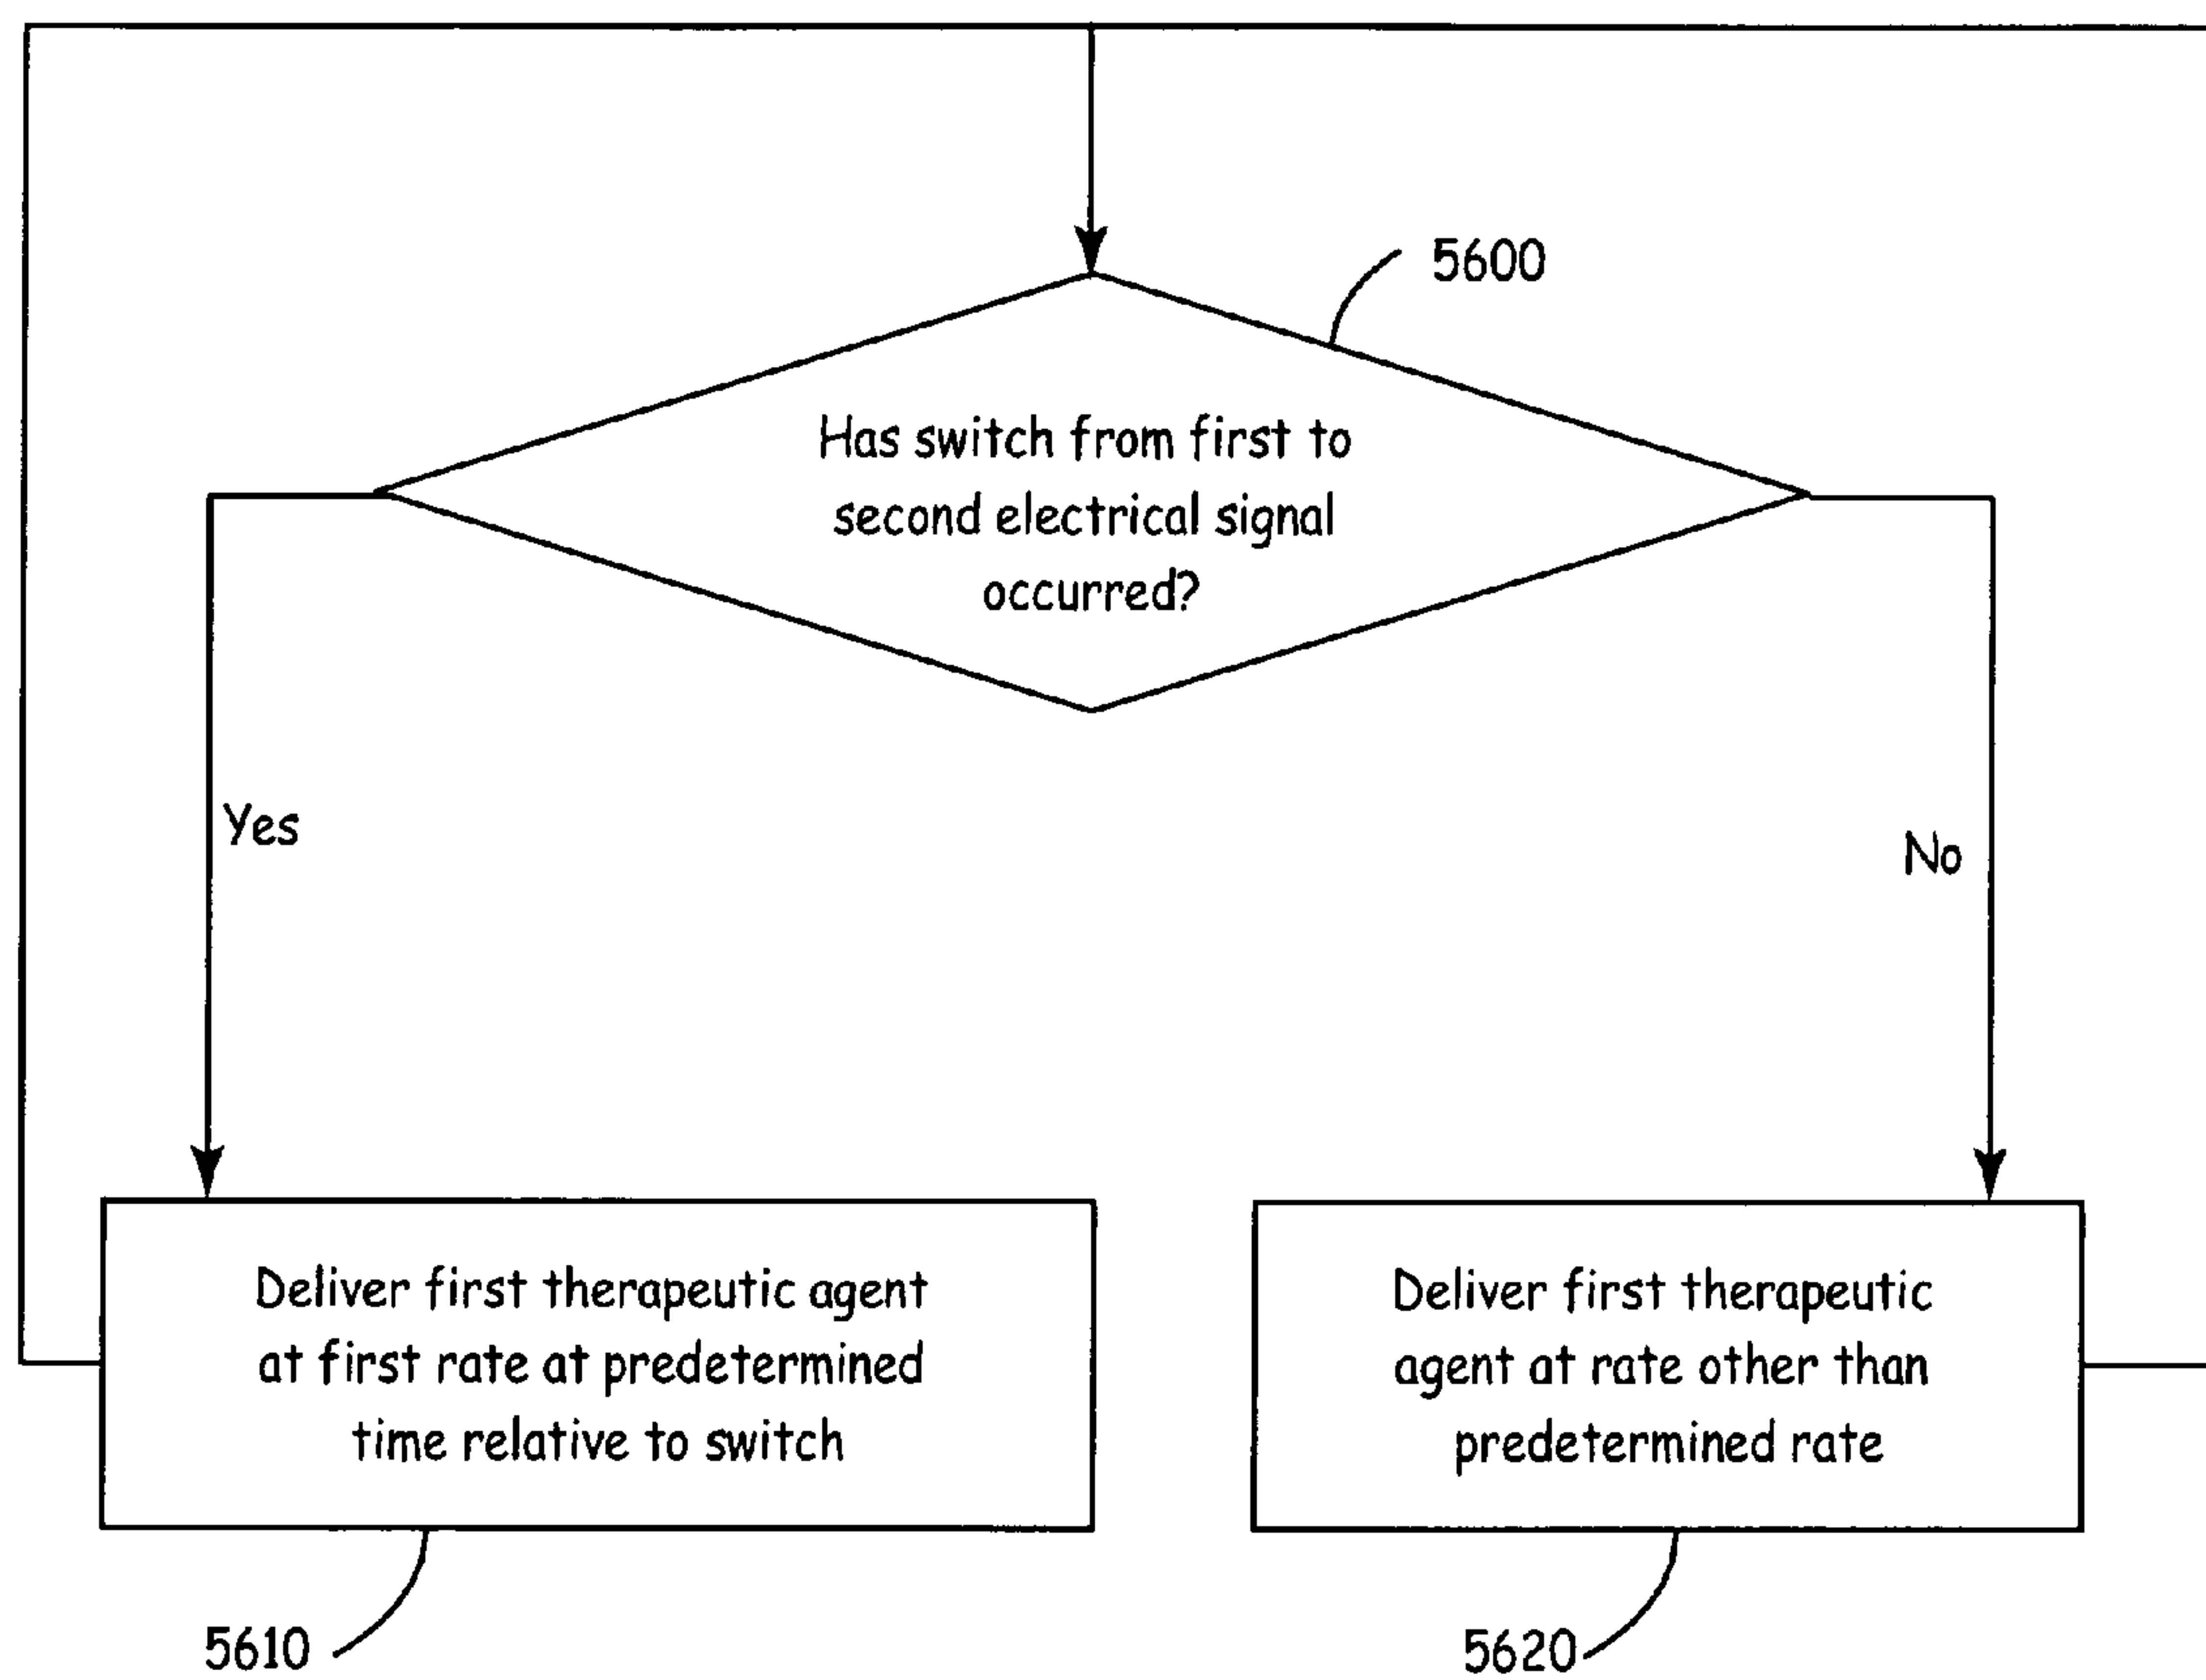 5600
Has switch from first to
second electrical signal
occurred?
Yes
No
Deliver first therapeutic agent
at first rate at predetermined
time relative to switch
Deliver first therapeutic
agent at rate other than
predetermined rate
5610
5620